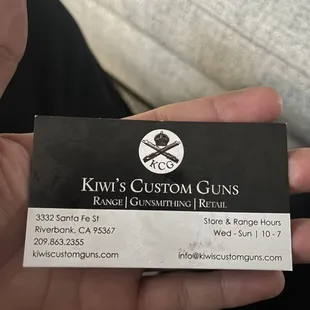 KCG
KIWI'S CUSTOM GUNS
RANGE | GUNSMITHING | RETAIL
3332 Santa Fe St
Riverbank, CA 95367
209.863.2355
kiwiscustomguns.com
Store & Range Hours
Wed - Sun | 10 - 7
info@kiwiscustomguns.com